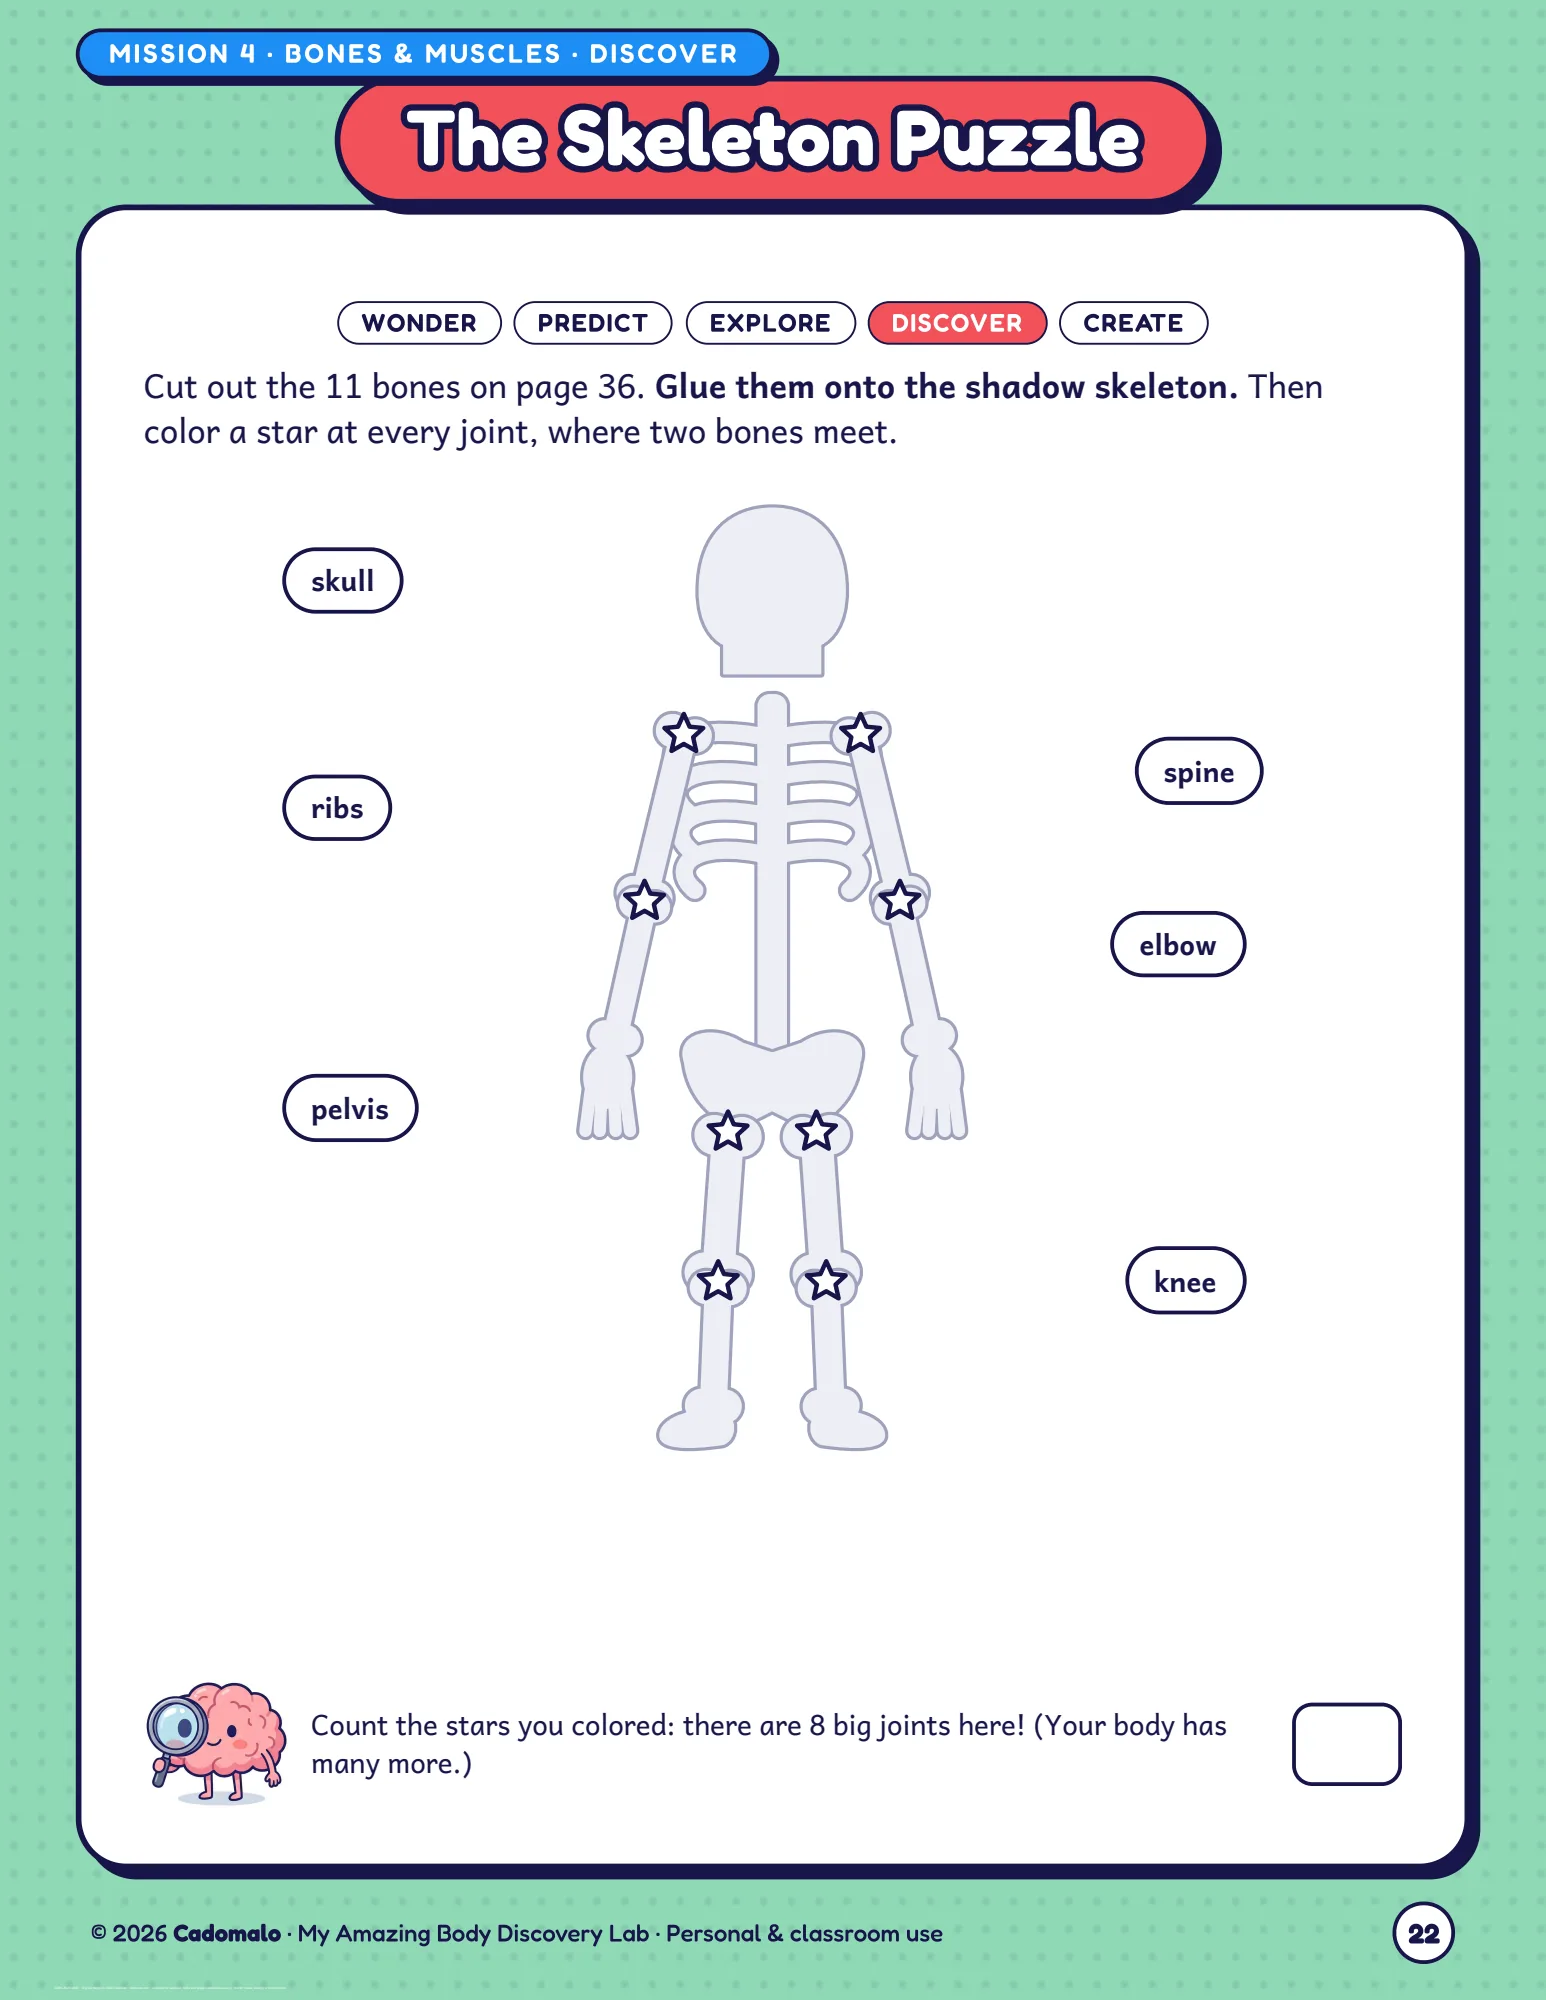 MISSION 4 · BONES & MUSCLES · DISCOVER
The Skeleton Puzzle
WONDER PREDICT EXPLORE DISCOVER CREATE
Cut out the 11 bones on page 36. Glue them onto the shadow skeleton. Then
color a star at every joint, where two bones meet.
skull
spine
ribs
elbow
pelvis
knee
Count the stars you colored: there are 8 big joints here! (Your body has
many more.)
© 2026 Cadomalo · My Amazing Body Discovery Lab · Personal & classroom use
22